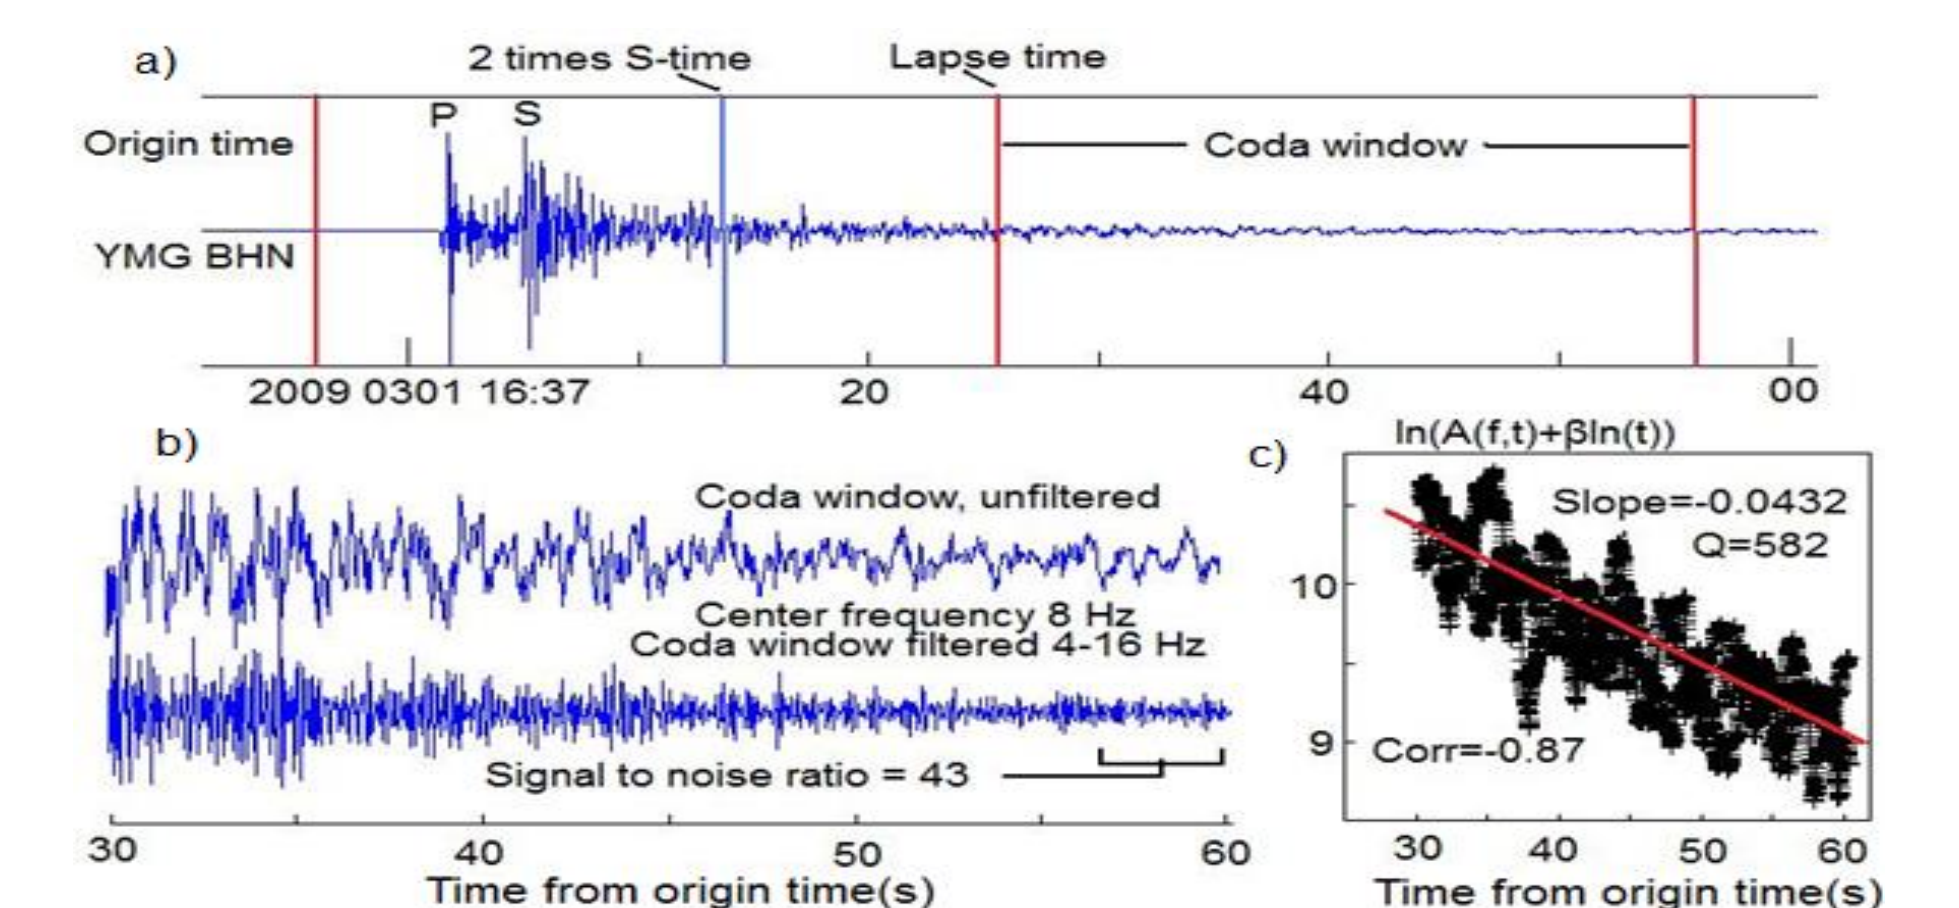 a)
2 times S-time
Lapse time
P
S
Origin time
Coda window
YMG BHN
2009 0301 16:37
20
40
00
b)
Coda window, unfiltered
Center frequency 8 Hz
Coda window filtered 4-16 Hz
Signal to noise ratio = 43
30
40
50
60
Time from origin time(s)
c)
ln(A(f,t)+βln(t))
Slope=-0.0432
Q=582
10
9
Corr=-0.87
30
40
50
60
Time from origin time(s)